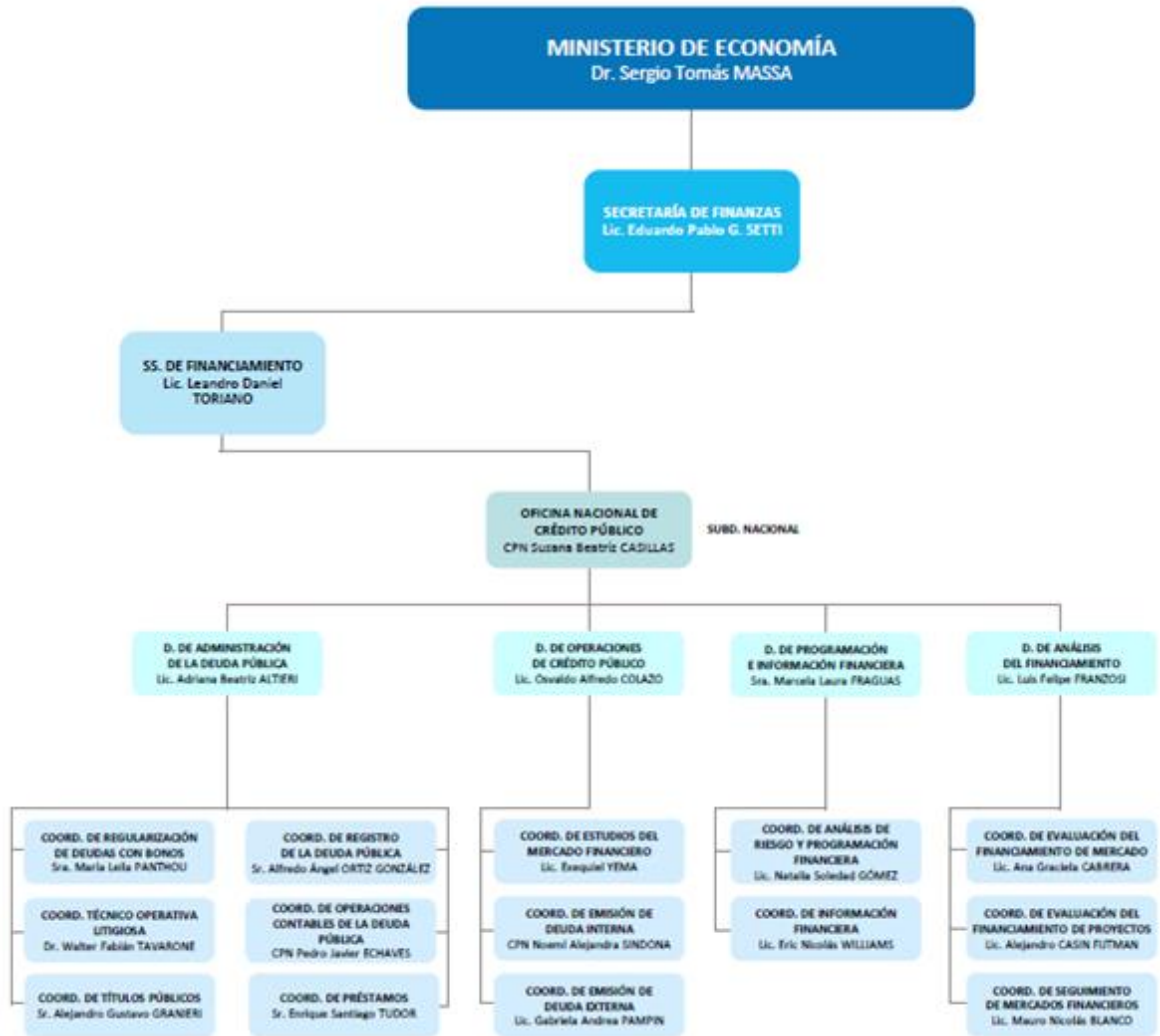 MINISTERIO DE ECONOMÍA
Dr. Sergio Tomás MASSA
SECRETARÍA DE FINANZAS
Lic. Eduardo Pablo G. SETTI
SS. DE FINANCIAMIENTO
Lic. Leandro Daniel
TORIANO
OFICINA NACIONAL DE
CRÉDITO PÚBLICO
CPN Susana Beatriz CASILLAS
SUBD. NACIONAL
D. DE ADMINISTRACIÓN
DE LA DEUDA PÚBLICA
Lic. Adriana Beatriz ALTIERI
D. DE OPERACIONES
DE CRÉDITO PÚBLICO
Lic. Osvaldo Alfredo COLAZO
D. DE PROGRAMACIÓN
E INFORMACIÓN FINANCIERA
Sra. Marcela Laura FRAGUAS
D. DE ANÁLISIS
DEL FINANCIAMIENTO
Lic. Luis Felipe FRANZOSI
COORD. DE REGULARIZACIÓN
DE DEUDAS CON BONOS
Sra. María Leila PANTHOU
COORD. TÉCNICO OPERATIVA
LITIGIOSA
Dr. Walter Fabián TAVARONE
COORD. DE TÍTULOS PÚBLICOS
Sr. Alejandro Gustavo GRANIERI
COORD. DE REGISTRO
DE LA DEUDA PÚBLICA
Sr. Alfredo Ángel ORTIZ GONZÁLEZ
COORD. DE OPERACIONES
CONTABLES DE LA DEUDA
PÚBLICA
CPN Pedro Javier ECHAVES
COORD. DE PRÉSTAMOS
Sr. Enrique Santiago TUDOR
COORD. DE ESTUDIOS DEL
MERCADO FINANCIERO
Lic. Exequiel YEMA
COORD. DE EMISIÓN DE
DEUDA INTERNA
CPN Noemí Alejandra SINDONA
COORD. DE EMISIÓN DE
DEUDA EXTERNA
Lic. Gabriela Andrea PAMPIN
COORD. DE ANÁLISIS DE
RIESGO Y PROGRAMACIÓN
FINANCIERA
Lic. Natalia Soledad GÓMEZ
COORD. DE INFORMACIÓN
FINANCIERA
Lic. Eric Nicolás WILLIAMS
COORD. DE EVALUACIÓN DEL
FINANCIAMIENTO DE MERCADO
Lic. Ana Graciela CABRERA
COORD. DE EVALUACIÓN DEL
FINANCIAMIENTO DE PROYECTOS
Lic. Alejandro CASIN FUTMAN
COORD. DE SEGUIMIENTO
DE MERCADOS FINANCIEROS
Lic. Mauro Nicolás BLANCO